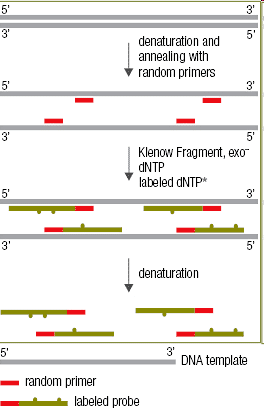 5' 3'
3' 5'
denaturation and
annealing with
random primers
5' 3'
3' 5'
Klenow Fragment, exo⁻
dNTP
labeled dNTP*
5' 3'
3' 5'
denaturation
5' 3'
DNA template
random primer
labeled probe